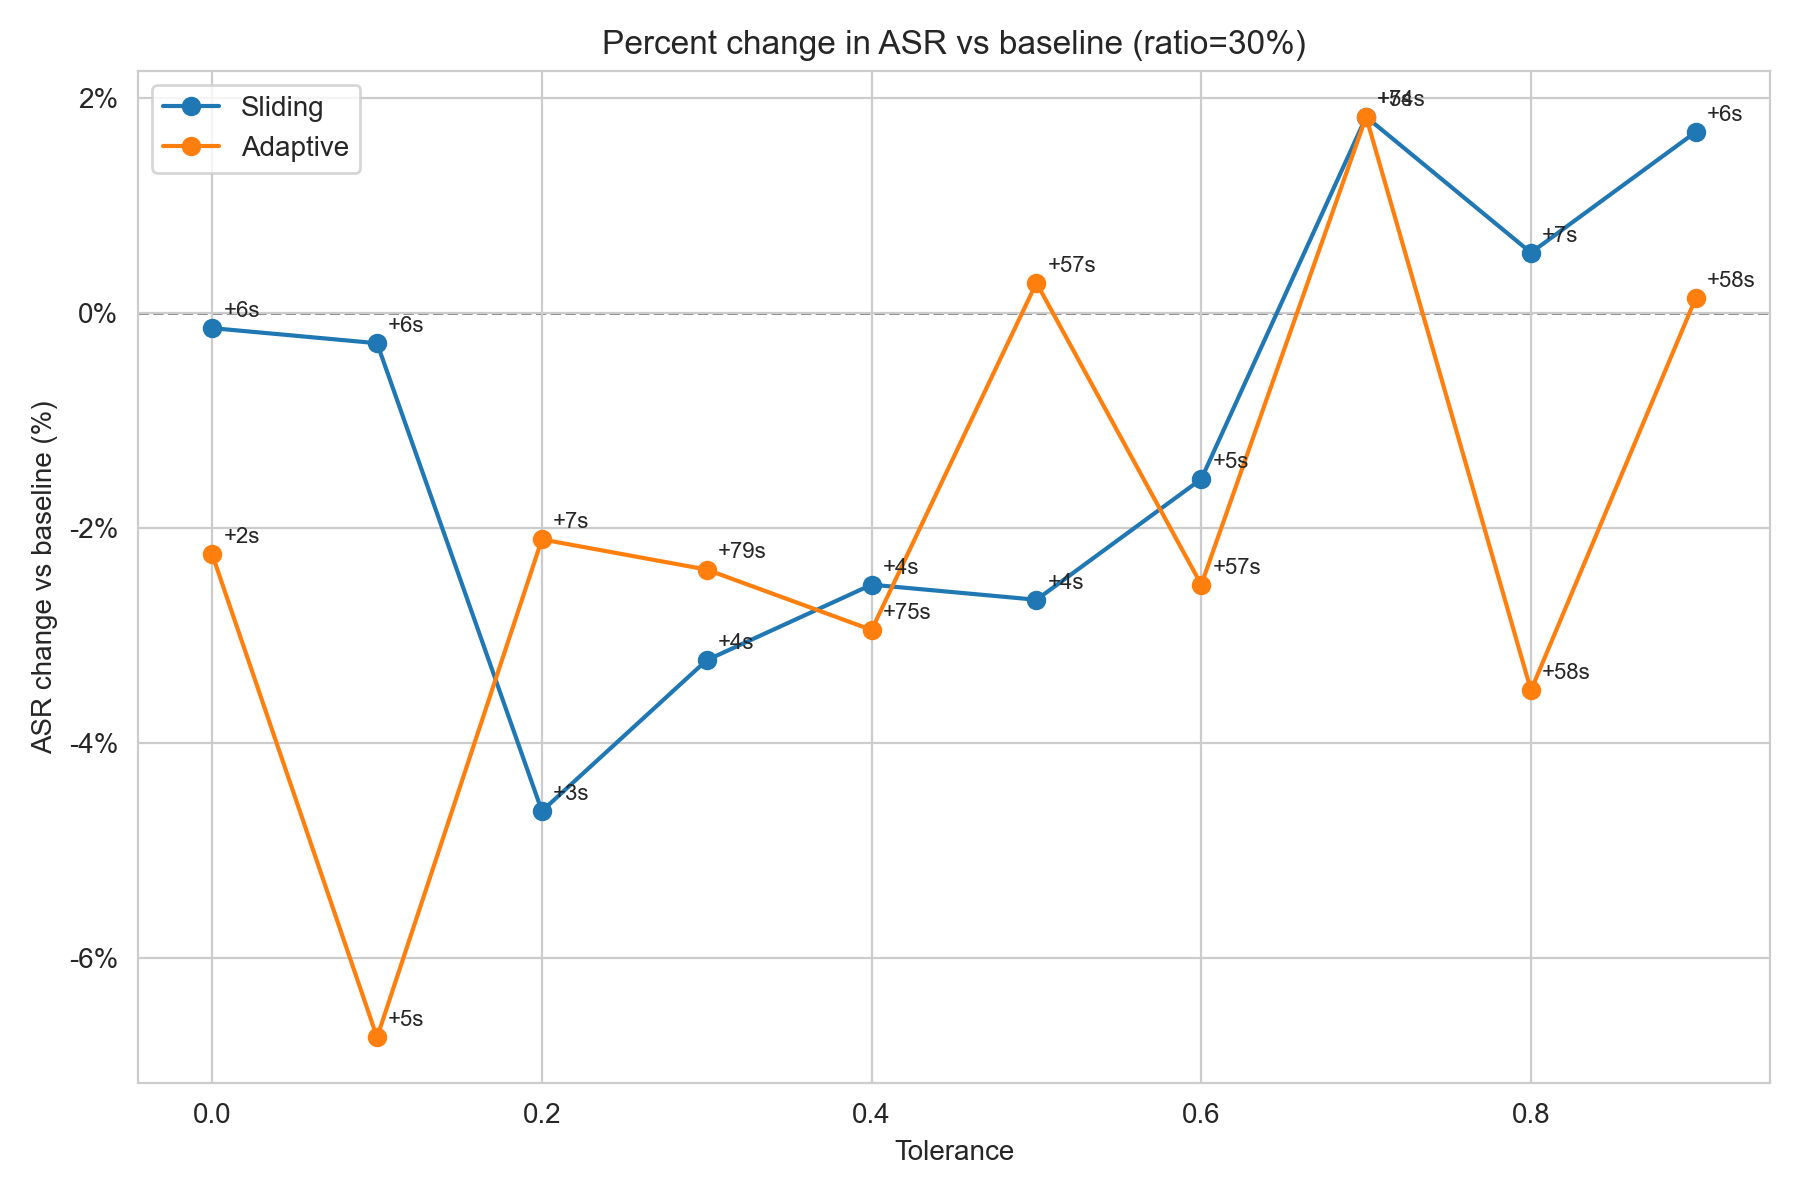 Percent change in ASR vs baseline (ratio=30%)
Sliding
Adaptive
ASR change vs baseline (%)
2%
0%
-2%
-4%
-6%
+6s
+6s
+3s
+4s
+4s
+4s
+5s
+7s
+6s
+2s
+5s
+7s
+79s
+75s
+57s
+57s
+58s
+58s
0.0
0.2
0.4
0.6
0.8
Tolerance